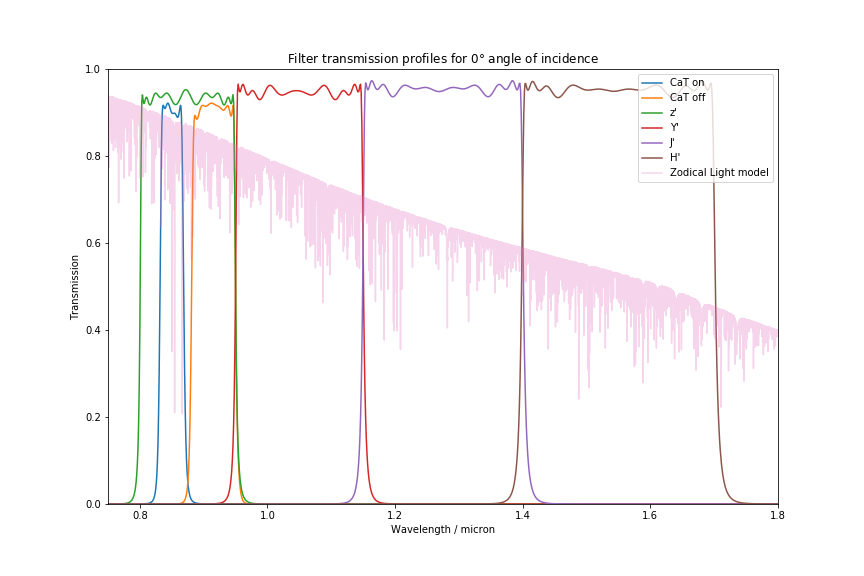 Filter transmission profiles for 0° angle of incidence
1.0
0.8
0.6
0.4
0.2
0.0
Transmission
CaT on
CaT off
z'
Y'
J'
H'
Zodical Light model
0.8 1.0 1.2 1.4 1.6 1.8
Wavelength / micron